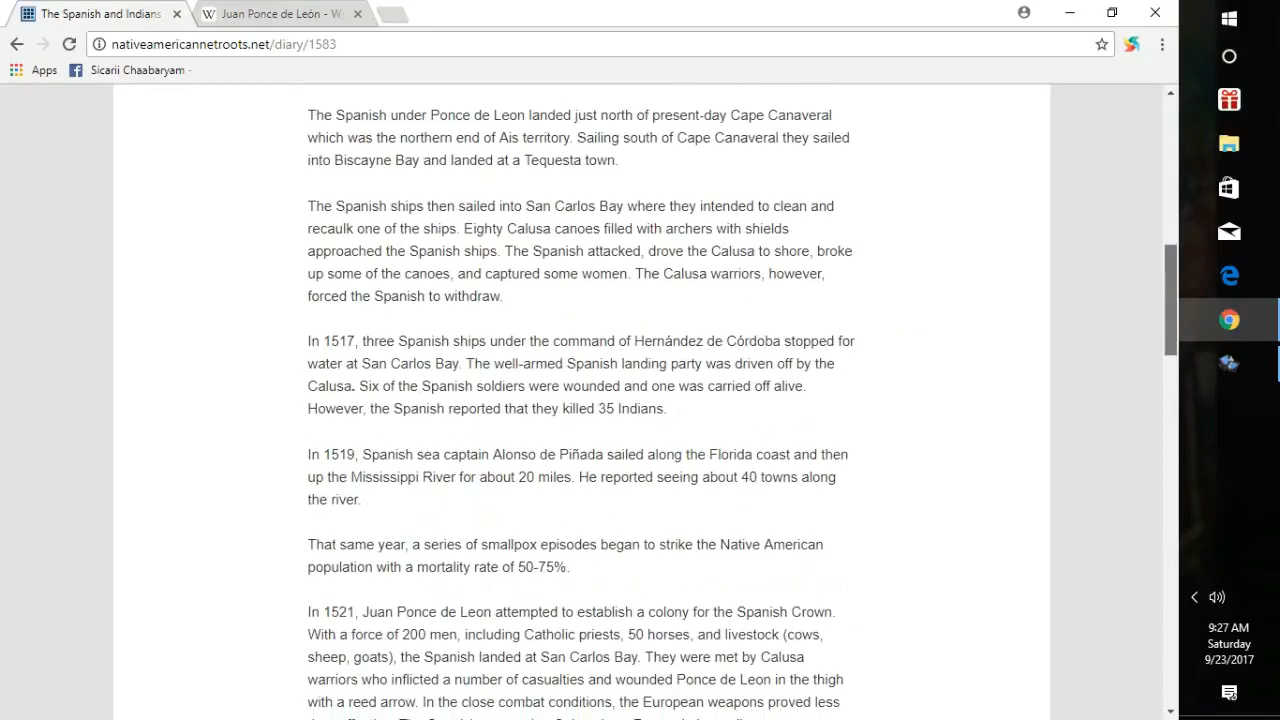 The Spanish and Indians
Juan Ponce de León - W
nativeamericannetroots.net/diary/1583
Apps
Sicarii Chaabaryam -
The Spanish under Ponce de Leon landed just north of present-day Cape Canaveral
which was the northern end of Ais territory. Sailing south of Cape Canaveral they sailed
into Biscayne Bay and landed at a Tequesta town.
The Spanish ships then sailed into San Carlos Bay where they intended to clean and
recaulk one of the ships. Eighty Calusa canoes filled with archers with shields
approached the Spanish ships. The Spanish attacked, drove the Calusa to shore, broke
up some of the canoes, and captured some women. The Calusa warriors, however,
forced the Spanish to withdraw.
In 1517, three Spanish ships under the command of Hernández de Córdoba stopped for
water at San Carlos Bay. The well-armed Spanish landing party was driven off by the
Calusa. Six of the Spanish soldiers were wounded and one was carried off alive.
However, the Spanish reported that they killed 35 Indians.
In 1519, Spanish sea captain Alonso de Piñada sailed along the Florida coast and then
up the Mississippi River for about 20 miles. He reported seeing about 40 towns along
the river.
That same year, a series of smallpox episodes began to strike the Native American
population with a mortality rate of 50-75%.
In 1521, Juan Ponce de Leon attempted to establish a colony for the Spanish Crown.
With a force of 200 men, including Catholic priests, 50 horses, and livestock (cows,
sheep, goats), the Spanish landed at San Carlos Bay. They were met by Calusa
warriors who inflicted a number of casualties and wounded Ponce de Leon in the thigh
with a reed arrow. In the close combat conditions, the European weapons proved less
9:27 AM
Saturday
9/23/2017